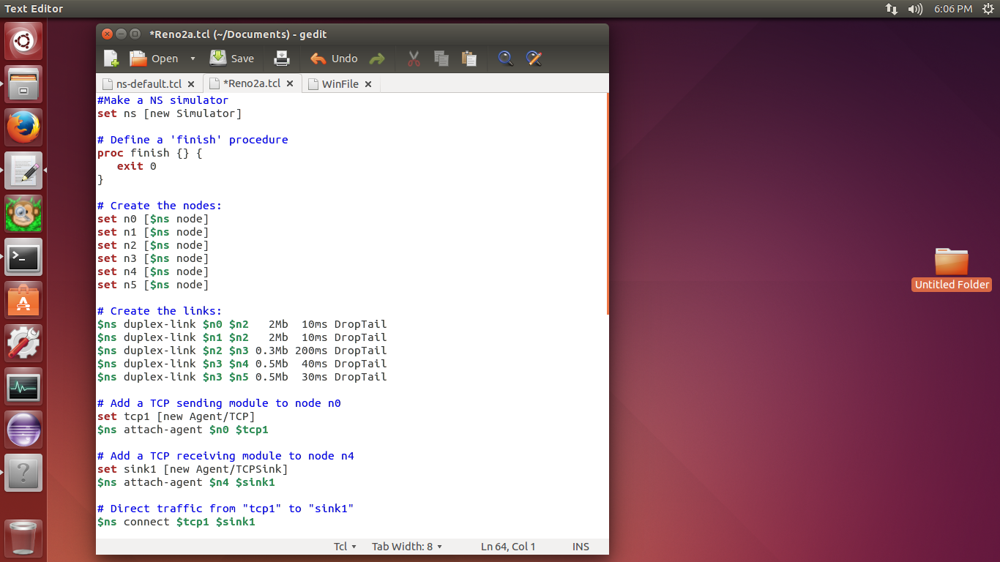 Text Editor
6:06 PM
*Reno2a.tcl (~/Documents) - gedit
Open Save Undo
ns-default.tcl *Reno2a.tcl WinFile
#Make a NS simulator
set ns [new Simulator]
# Define a 'finish' procedure
proc finish {} {
   exit 0
}
# Create the nodes:
set n0 [$ns node]
set n1 [$ns node]
set n2 [$ns node]
set n3 [$ns node]
set n4 [$ns node]
set n5 [$ns node]
# Create the links:
$ns duplex-link $n0 $n2   2Mb  10ms DropTail
$ns duplex-link $n1 $n2   2Mb  10ms DropTail
$ns duplex-link $n2 $n3 0.3Mb 200ms DropTail
$ns duplex-link $n3 $n4 0.5Mb  40ms DropTail
$ns duplex-link $n3 $n5 0.5Mb  30ms DropTail
# Add a TCP sending module to node n0
set tcp1 [new Agent/TCP]
$ns attach-agent $n0 $tcp1
# Add a TCP receiving module to node n4
set sink1 [new Agent/TCPSink]
$ns attach-agent $n4 $sink1
# Direct traffic from "tcp1" to "sink1"
$ns connect $tcp1 $sink1
Tcl Tab Width: 8 Ln 64, Col 1 INS
Untitled Folder